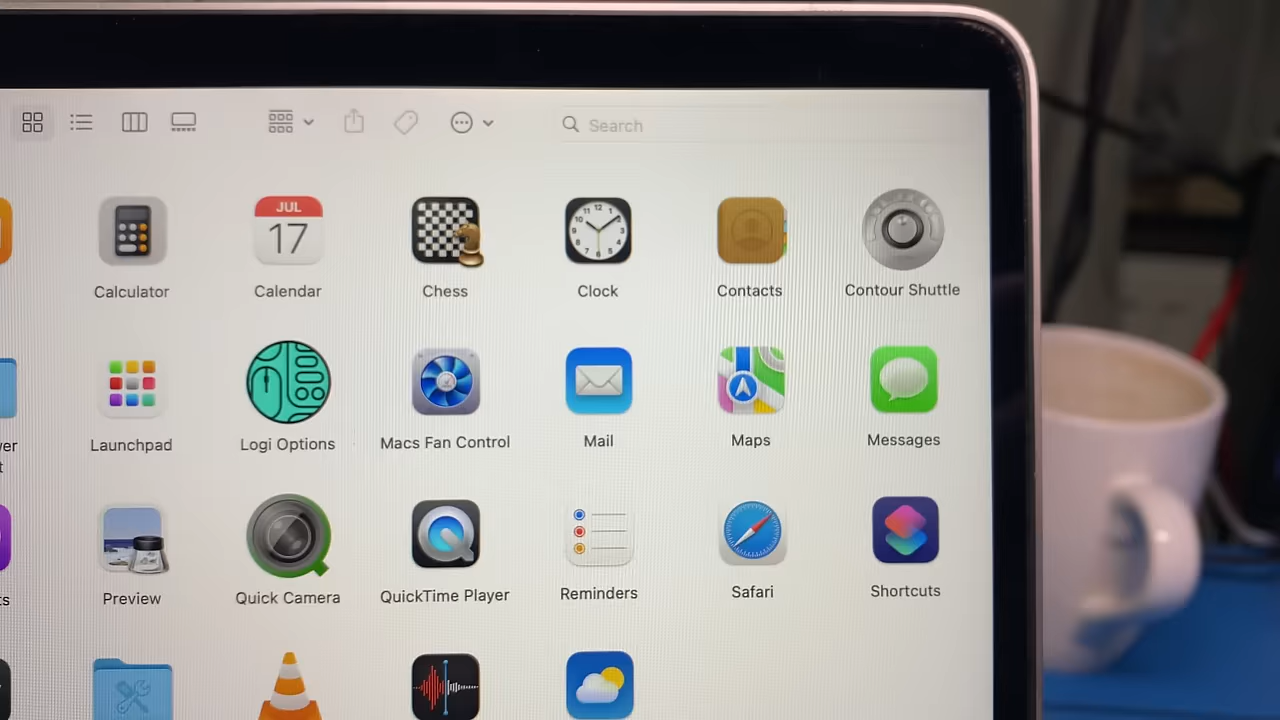 Search
JUL
17
Calculator
Calendar
Chess
Clock
Contacts
Contour Shuttle
Launchpad
Logi Options
Macs Fan Control
Mail
Maps
Messages
Preview
Quick Camera
QuickTime Player
Reminders
Safari
Shortcuts